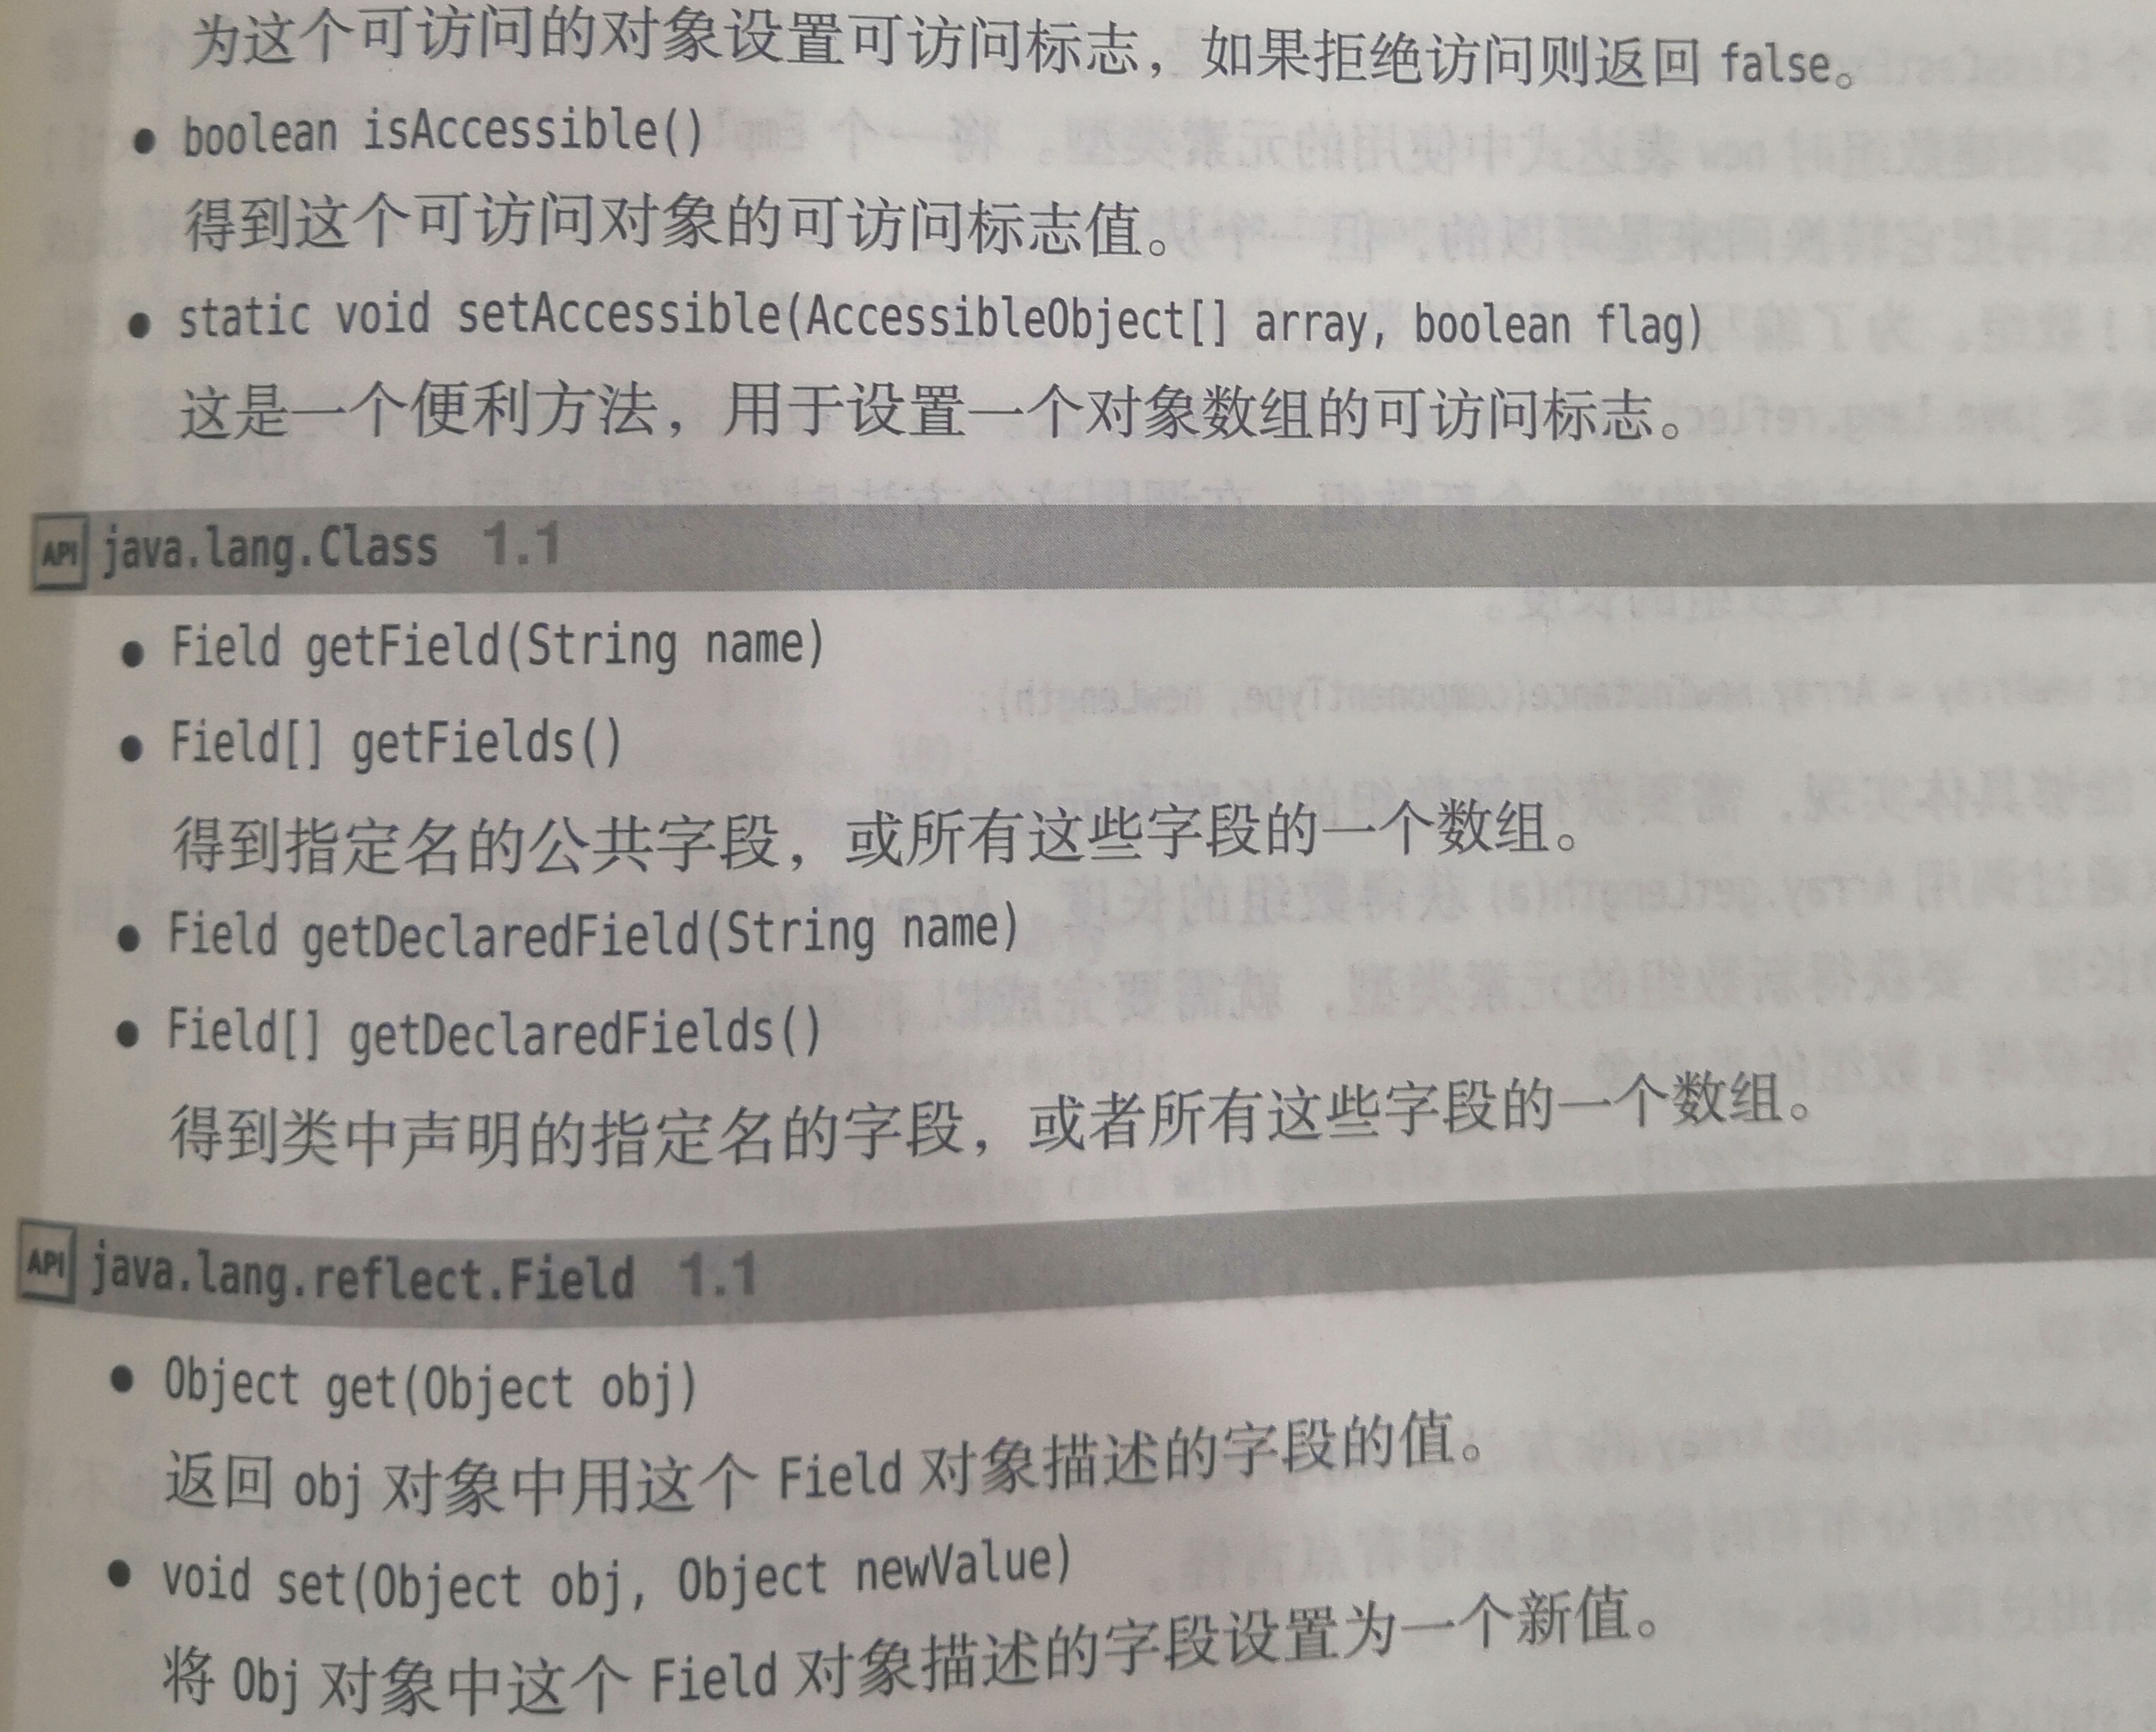 为这个可访问的对象设置可访问标志，如果拒绝访问则返回 false。
● boolean isAccessible()
得到这个可访问对象的可访问标志值。
● static void setAccessible(AccessibleObject[] array, boolean flag)
这是一个便利方法，用于设置一个对象数组的可访问标志。
API java.lang.Class 1.1
● Field getField(String name)
● Field[] getFields()
得到指定名的公共字段，或所有这些字段的一个数组。
● Field getDeclaredField(String name)
● Field[] getDeclaredFields()
得到类中声明的指定名的字段，或者所有这些字段的一个数组。
API java.lang.reflect.Field 1.1
● Object get(Object obj)
返回 obj 对象中用这个 Field 对象描述的字段的值。
● void set(Object obj, Object newValue)
将 Obj 对象中这个 Field 对象描述的字段设置为一个新值。